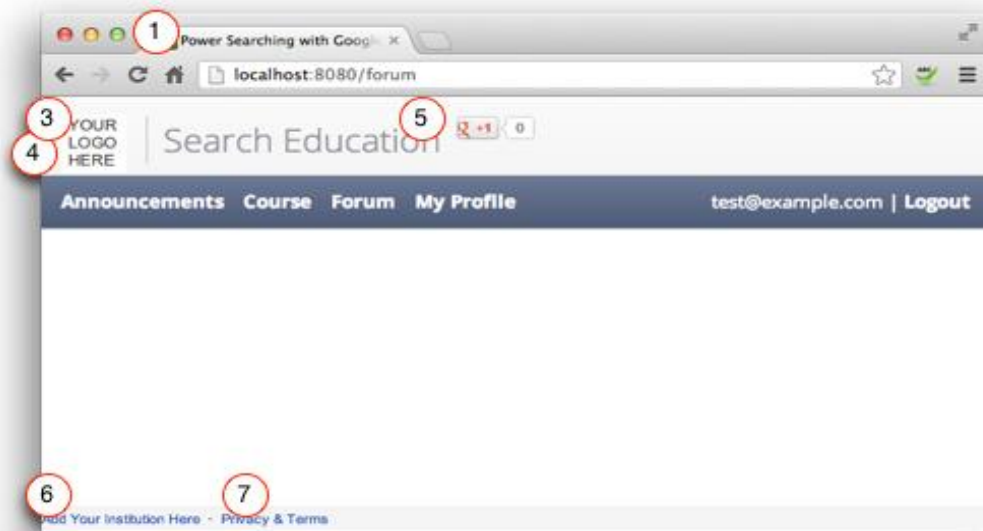 1 Power Searching with Googl
localhost:8080/forum
3 YOUR
4 LOGO
HERE
Search Education 5 +1 0
Announcements Course Forum My Profile test@example.com | Logout
6 7
Add Your Institution Here - Privacy & Terms